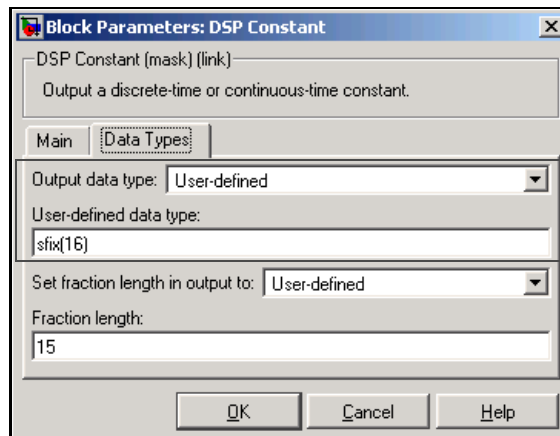 Block Parameters: DSP Constant
DSP Constant (mask) (link)
Output a discrete-time or continuous-time constant.
Main Data Types
Output data type: User-defined
User-defined data type:
sfix(16)
Set fraction length in output to: User-defined
Fraction length:
15
OK Cancel Help